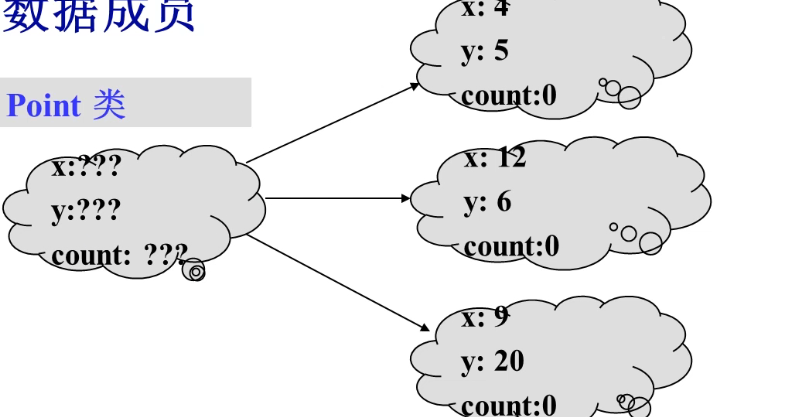 数据成员
Point 类
x:???
y:???
count: ???
x: 4
y: 5
count:0
x: 12
y: 6
count:0
x: 9
y: 20
count:0